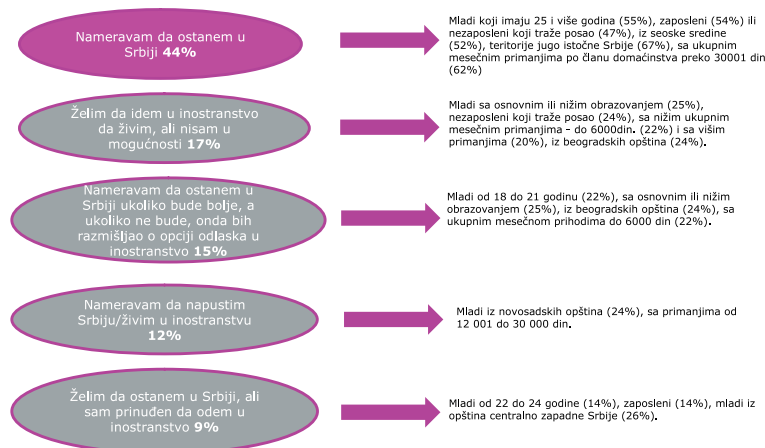 Nameravam da ostanem u
Srbiji 44%
Mladi koji imaju 25 i više godina (55%), zaposleni (54%) ili
nezaposleni koji traže posao (47%), iz seoske sredine
(52%), teritorije jugo istočne Srbije (67%), sa ukupnim
mesečnim primanjima po članu domaćinstva preko 30001 din
(62%)
Želim da idem u inostranstvo
da živim, ali nisam u
mogućnosti 17%
Mladi sa osnovnim ili nižim obrazovanjem (25%),
nezaposleni koji traže posao (24%), sa nižim ukupnim
mesečnim primanjima - do 6000din. (22%) i sa višim
primanjima (20%), iz beogradskih opština (24%).
Nameravam da ostanem u
Srbiji ukoliko bude bolje, a
ukoliko ne bude, onda bih
razmišljao o opciji odlaska u
inostranstvo 15%
Mladi od 18 do 21 godinu (22%), sa osnovnim ili nižim
obrazovanjem (25%), iz beogradskih opština (24%), sa
ukupnim mesečnom prihodima do 6000 din (22%).
Nameravam da napustim
Srbiju/živim u inostranstvu
12%
Mladi iz novosadskih opština (24%), sa primanjima od
12 001 do 30 000 din.
Želim da ostanem u Srbiji, ali
sam prinuđen da odem u
inostranstvo 9%
Mladi od 22 do 24 godine (14%), zaposleni (14%), mladi iz
opština centralno zapadne Srbije (26%).